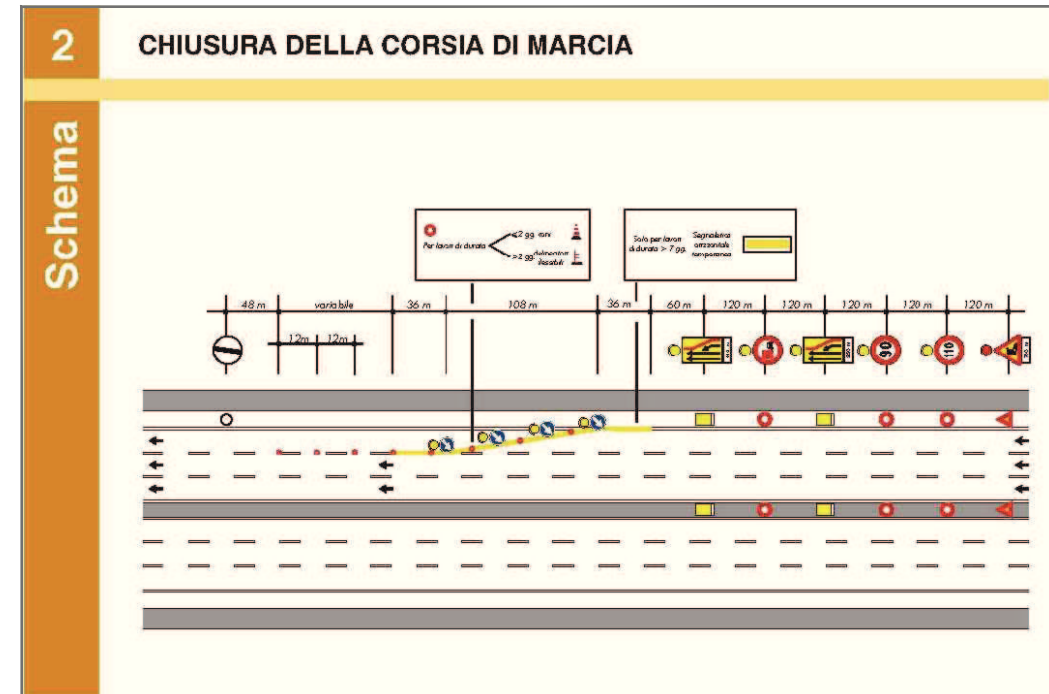 2
CHIUSURA DELLA CORSIA DI MARCIA
Schema
Per lavori di durata
<2 gg. coni
>2 gg. delineatori
flessibili
Solo per lavori
di durata > 7 gg.
Segnaletica
orizzontale
temporanea
48 m
variabile
36 m
108 m
36 m
60 m
120 m
120 m
120 m
120 m
120 m
12m
12m
90
110